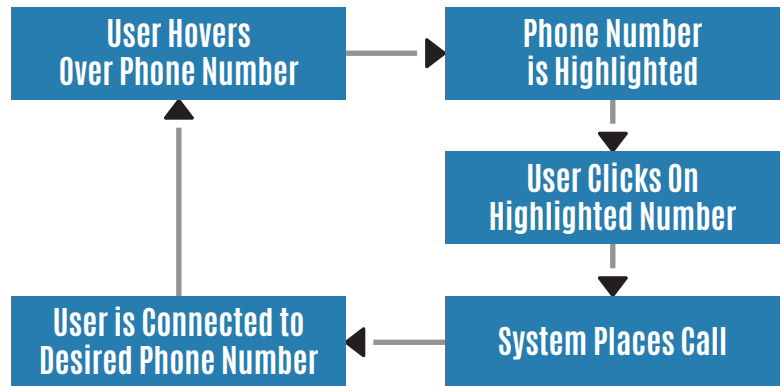 User Hovers
Over Phone Number
Phone Number
is Highlighted
User Clicks On
Highlighted Number
System Places Call
User is Connected to
Desired Phone Number